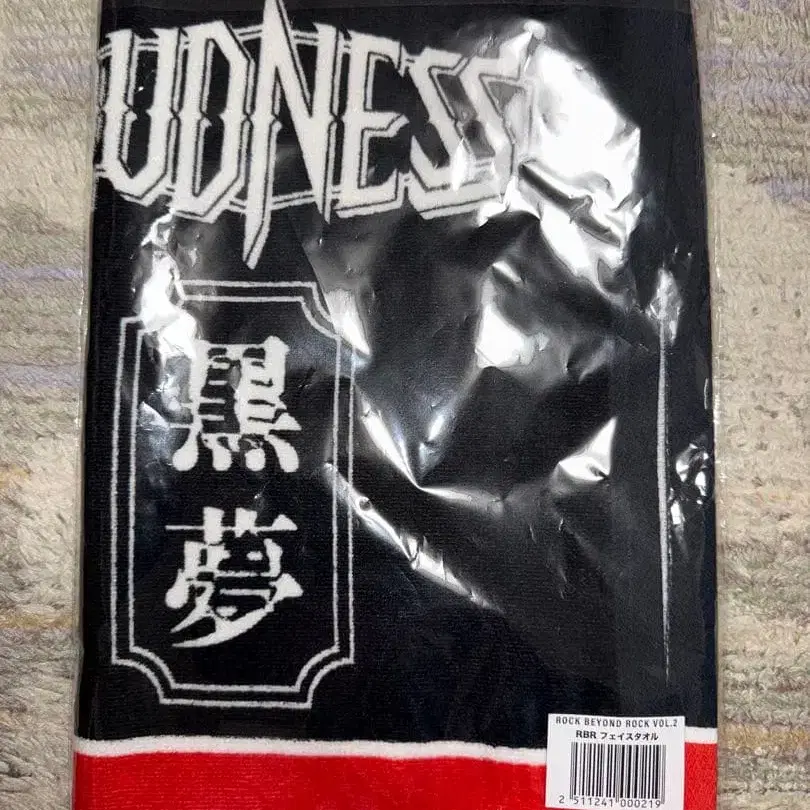 UDNESS
黒
夢
ROCK BEYOND ROCK VOL.2
RBR フェイスタオル
2 511241 000219